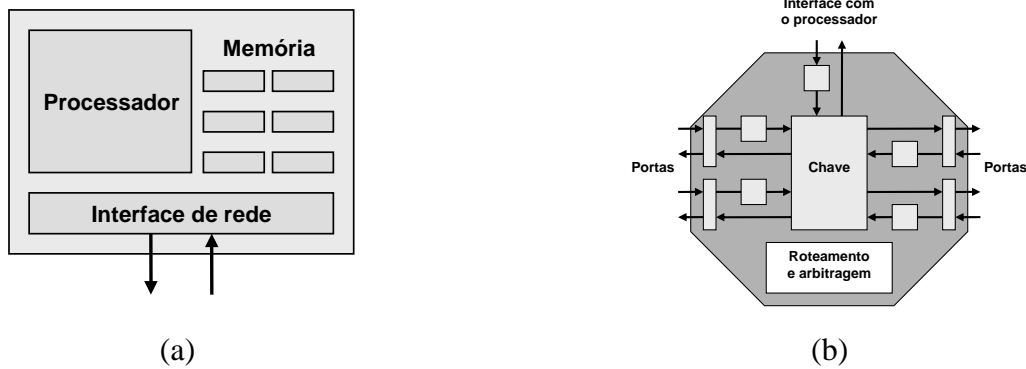 Processador
Memória
Interface de rede
(a)
Interface com
o processador
Portas
Chave
Portas
Roteamento
e arbitragem
(b)